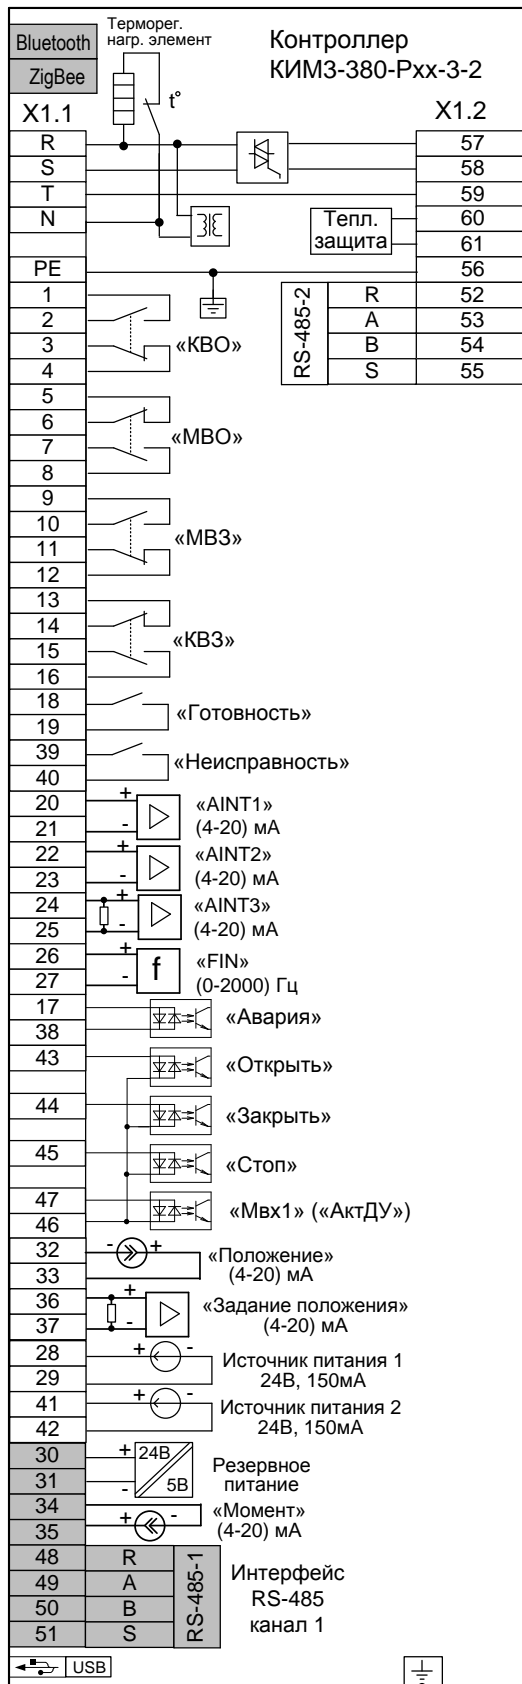 Bluetooth
ZigBee
Терморег.
нагр. элемент
Контроллер
КИМ3-380-Рхх-3-2
t°
X1.1
X1.2
R
57
S
58
T
59
N
60
Тепл.
защита
61
PE
56
1
RS-485-2
R
52
2
A
53
3
«КВО»
B
54
4
S
55
5
6
«МВО»
7
8
9
10
«МВЗ»
11
12
13
14
«КВЗ»
15
16
18
«Готовность»
19
39
«Неисправность»
40
20
+
«AINT1»
21
-
(4-20) мА
22
+
«AINT2»
23
-
(4-20) мА
24
+
«AINT3»
25
-
(4-20) мА
26
+
f
«FIN»
27
-
(0-2000) Гц
17
«Авария»
38
43
«Открыть»
44
«Закрыть»
45
«Стоп»
47
«Мвх1» («АктДУ»)
46
32
- +
«Положение»
33
(4-20) мА
36
+
«Задание положения»
37
-
(4-20) мА
28
+ -
Источник питания 1
29
24В, 150мА
41
+ -
Источник питания 2
42
24В, 150мА
30
+
24В
Резервное
31
-
5В
питание
34
«Момент»
35
+ -
(4-20) мА
48
R
RS-485-1
Интерфейс
49
A
RS-485
50
B
канал 1
51
S
USB